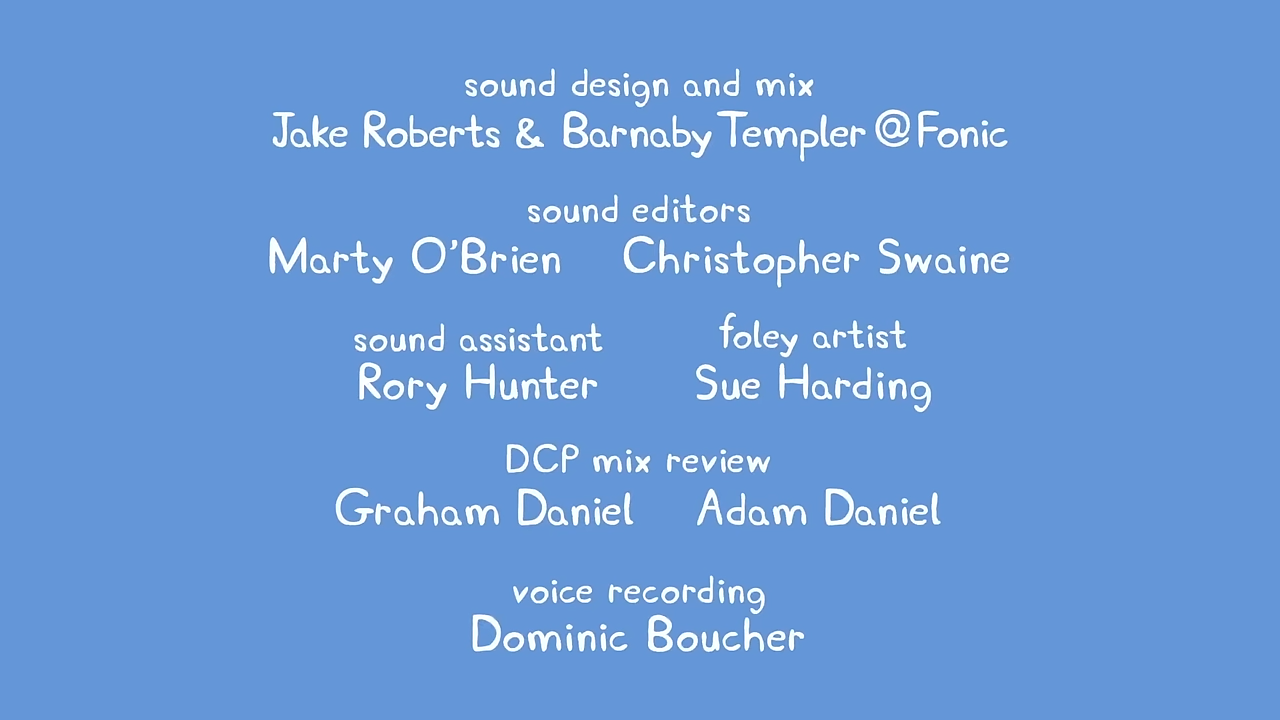 sound design and mix
Jake Roberts & Barnaby Templer @ Fonic
sound editors
Marty O'Brien Christopher Swaine
sound assistant foley artist
Rory Hunter Sue Harding
DCP mix review
Graham Daniel Adam Daniel
voice recording
Dominic Boucher